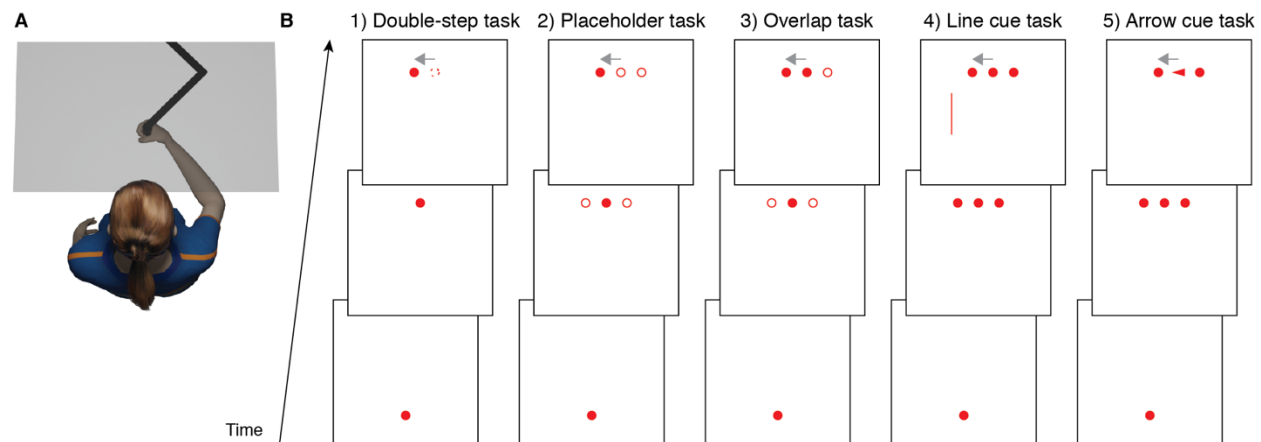 A
B
1) Double-step task
2) Placeholder task
3) Overlap task
4) Line cue task
5) Arrow cue task
Time